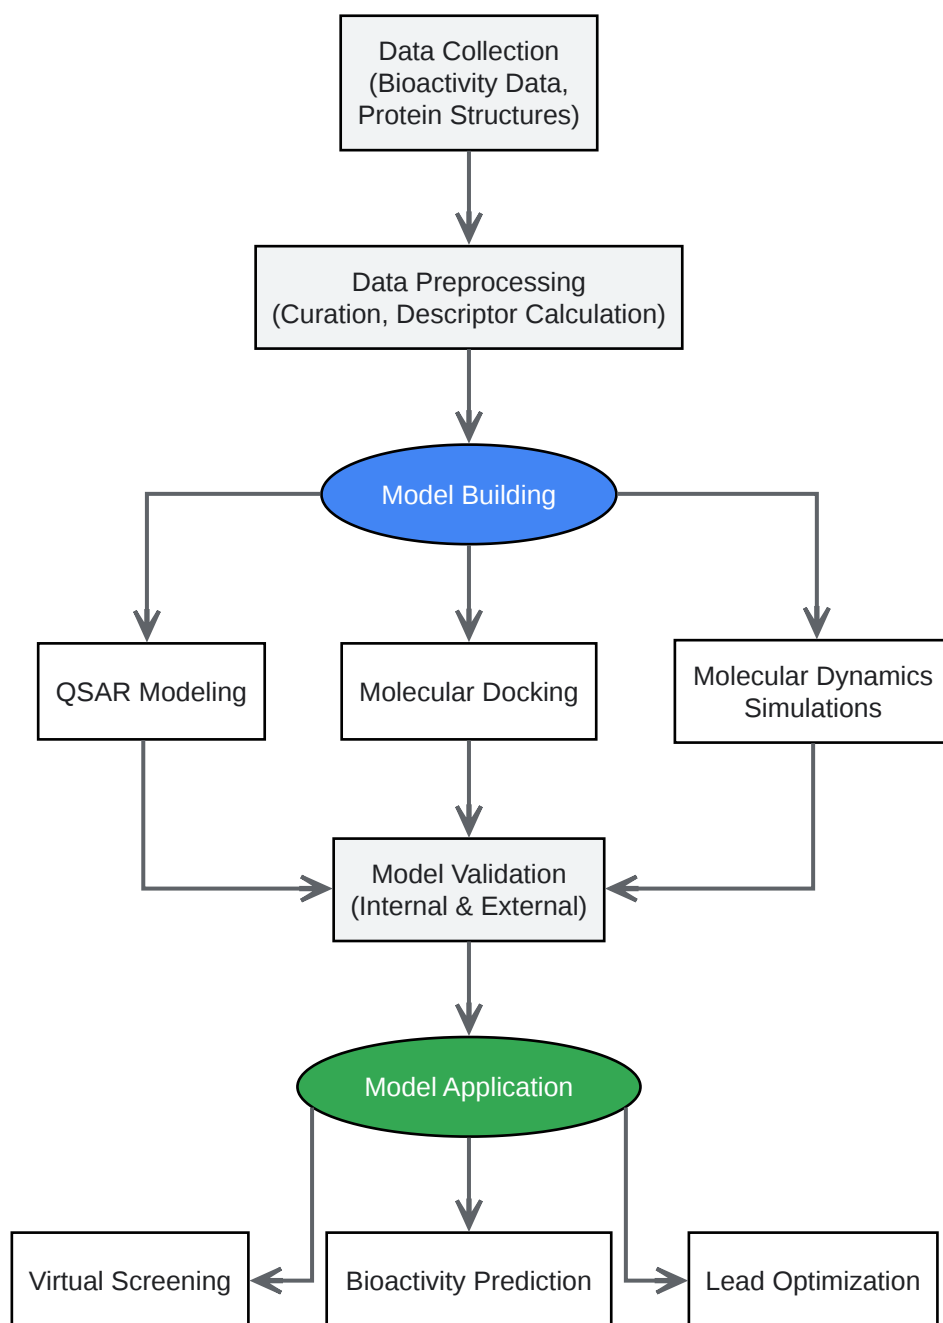 Data Collection
(Bioactivity Data,
Protein Structures)
Data Preprocessing
(Curation, Descriptor Calculation)
Model Building
QSAR Modeling
Molecular Docking
Molecular Dynamics
Simulations
Model Validation
(Internal & External)
Model Application
Virtual Screening
Bioactivity Prediction
Lead Optimization